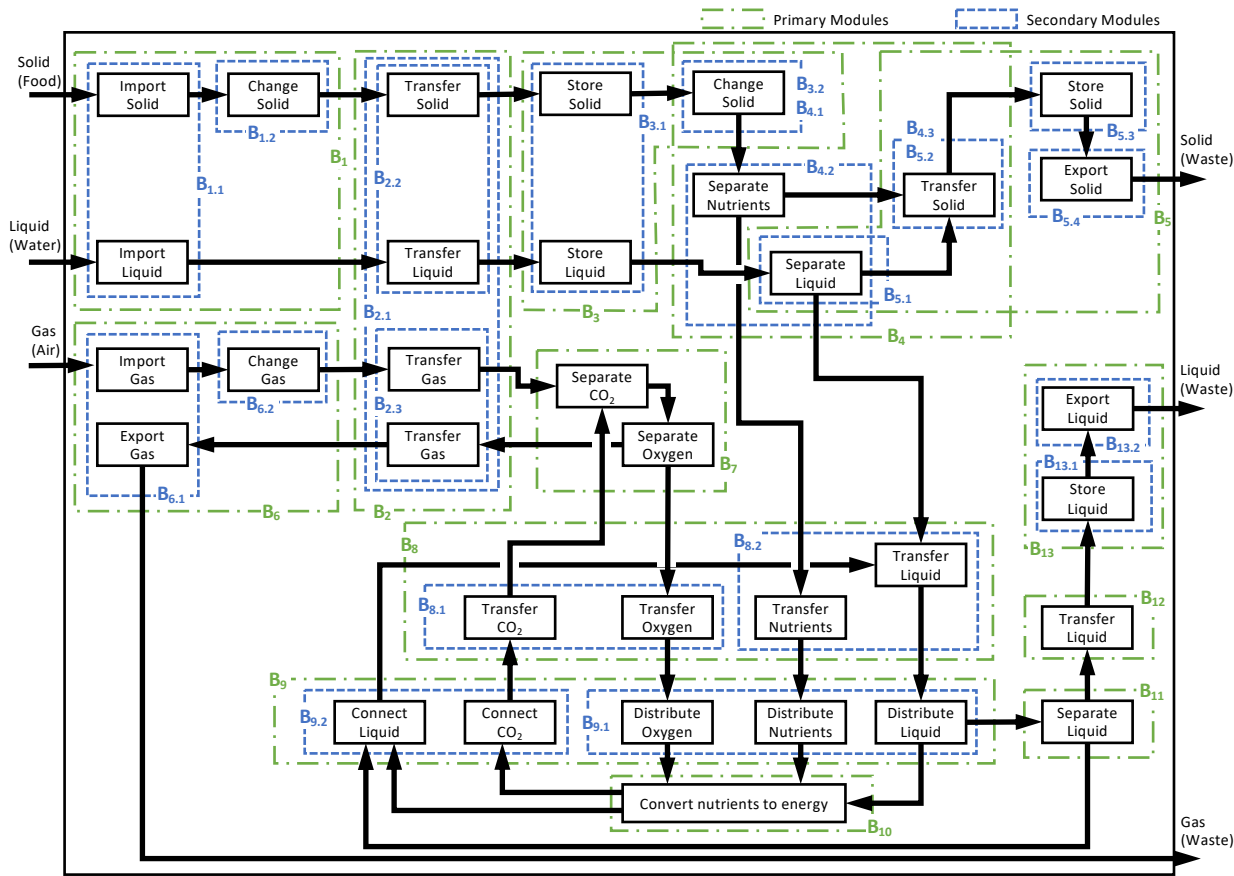 Primary Modules
Secondary Modules
Solid
(Food)
Import
Solid
Change
Solid
B1.2
Transfer
Solid
Store
Solid
B3.1
Change
Solid
B3.2
B4.1
Store
Solid
B5.3
Solid
(Waste)
B1
B1.1
B2.2
B4.2
B4.3
B5.2
Separate
Nutrients
Transfer
Solid
Export
Solid
B5.4
B5
Liquid
(Water)
Import
Liquid
Transfer
Liquid
Store
Liquid
Separate
Liquid
B5.1
B2.1
B3
B4
Gas
(Air)
Import
Gas
Change
Gas
B6.2
Transfer
Gas
B2.3
Separate
CO2
Export
Gas
B6.1
B6
Transfer
Gas
B2
Separate
Oxygen
B7
Liquid
(Waste)
Export
Liquid
B13.2
B13.1
Store
Liquid
B13
B8
B8.2
Transfer
Liquid
B8.1
Transfer
CO2
Transfer
Oxygen
Transfer
Nutrients
B12
Transfer
Liquid
B9
B9.2
Connect
Liquid
Connect
CO2
B9.1
Distribute
Oxygen
Distribute
Nutrients
Distribute
Liquid
B11
Separate
Liquid
Convert nutrients to energy
B10
Gas
(Waste)